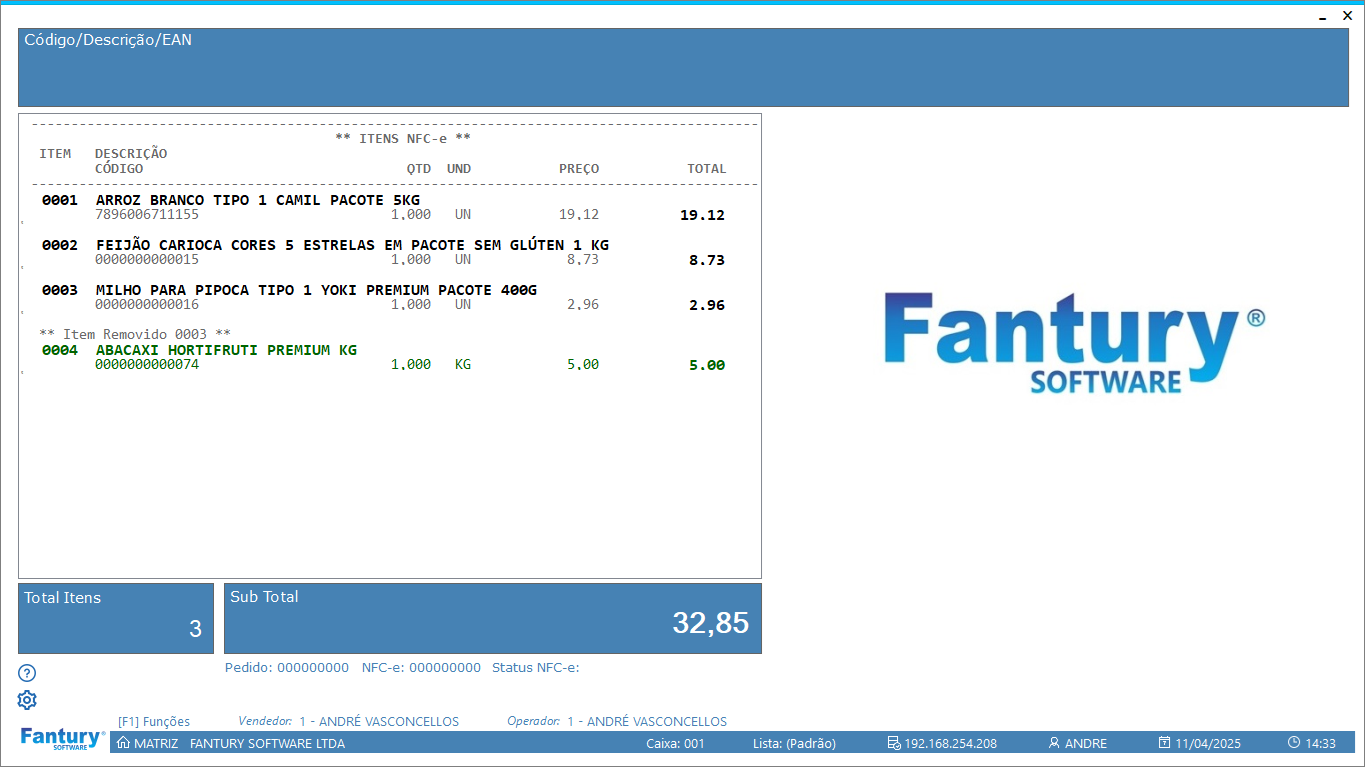 Código/Descrição/EAN
** ITENS NFC-e **
ITEM DESCRIÇÃO
CÓDIGO QTD UND PREÇO TOTAL
0001 ARROZ BRANCO TIPO 1 CAMIL PACOTE 5KG
7896006711155 1,000 UN 19,12 19.12
0002 FEIJÃO CARIOCA CORES 5 ESTRELAS EM PACOTE SEM GLÚTEN 1 KG
0000000000015 1,000 UN 8,73 8.73
0003 MILHO PARA PIPOCA TIPO 1 YOKI PREMIUM PACOTE 400G
0000000000016 1,000 UN 2,96 2.96
** Item Removido 0003 **
0004 ABACAXI HORTIFRUTI PREMIUM KG
0000000000074 1,000 KG 5,00 5.00
Fantury®
SOFTWARE
Total Itens
3
Sub Total
32,85
Pedido: 000000000 NFC-e: 000000000 Status NFC-e:
[F1] Funções Vendedor: 1 - ANDRÉ VASCONCELLOS Operador: 1 - ANDRÉ VASCONCELLOS
Fantury®
SOFTWARE
MATRIZ FANTURY SOFTWARE LTDA Caixa: 001 Lista: (Padrão) 192.168.254.208 ANDRE 11/04/2025 14:33